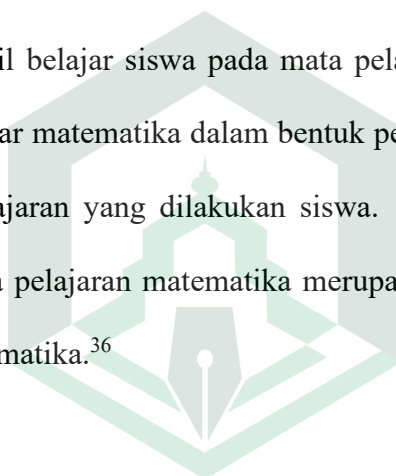 il belajar siswa pada mata pela
ar matematika dalam bentuk pe
ajaran yang dilakukan siswa.
a pelajaran matematika merupa
matika.³⁶